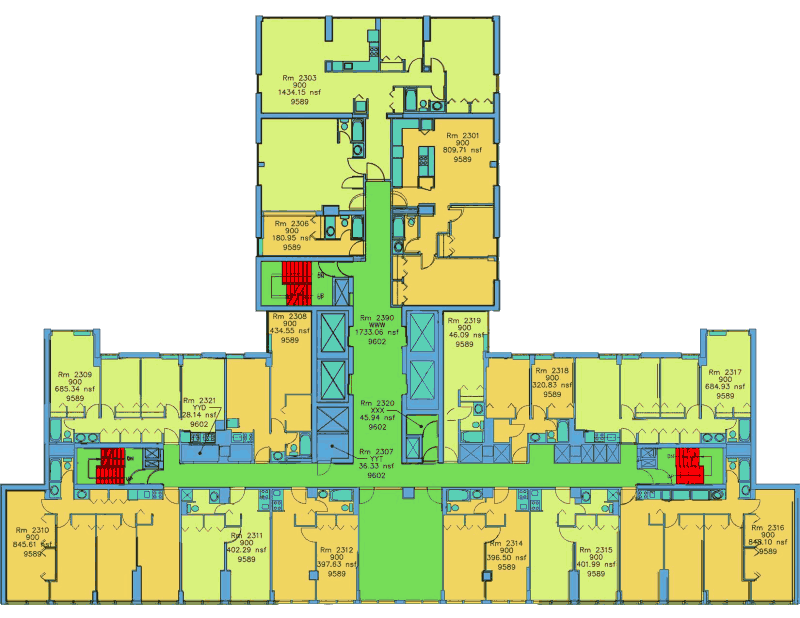 Rm 2303
900
1434.15 nsf
9589
Rm 2301
900
809.71 nsf
9589
Rm 2306
900
180.95 nsf
9589
DN
UP
Rm 2308
900
434.55 nsf
9589
Rm 2390
WWW
1733.06 nsf
9602
Rm 2319
900
46.09 nsf
9589
Rm 2309
900
685.34 nsf
9589
Rm 2321
YYD
28.14 nsf
9602
Rm 2320
XXX
45.94 nsf
9602
Rm 2318
900
320.83 nsf
9589
Rm 2317
900
684.93 nsf
9589
Rm 2307
YYT
36.33 nsf
9602
Rm 2310
900
845.61 nsf
9589
Rm 2311
900
402.29 nsf
9589
Rm 2312
900
397.63 nsf
9589
Rm 2314
900
396.50 nsf
9589
Rm 2315
900
401.99 nsf
9589
Rm 2316
900
9589